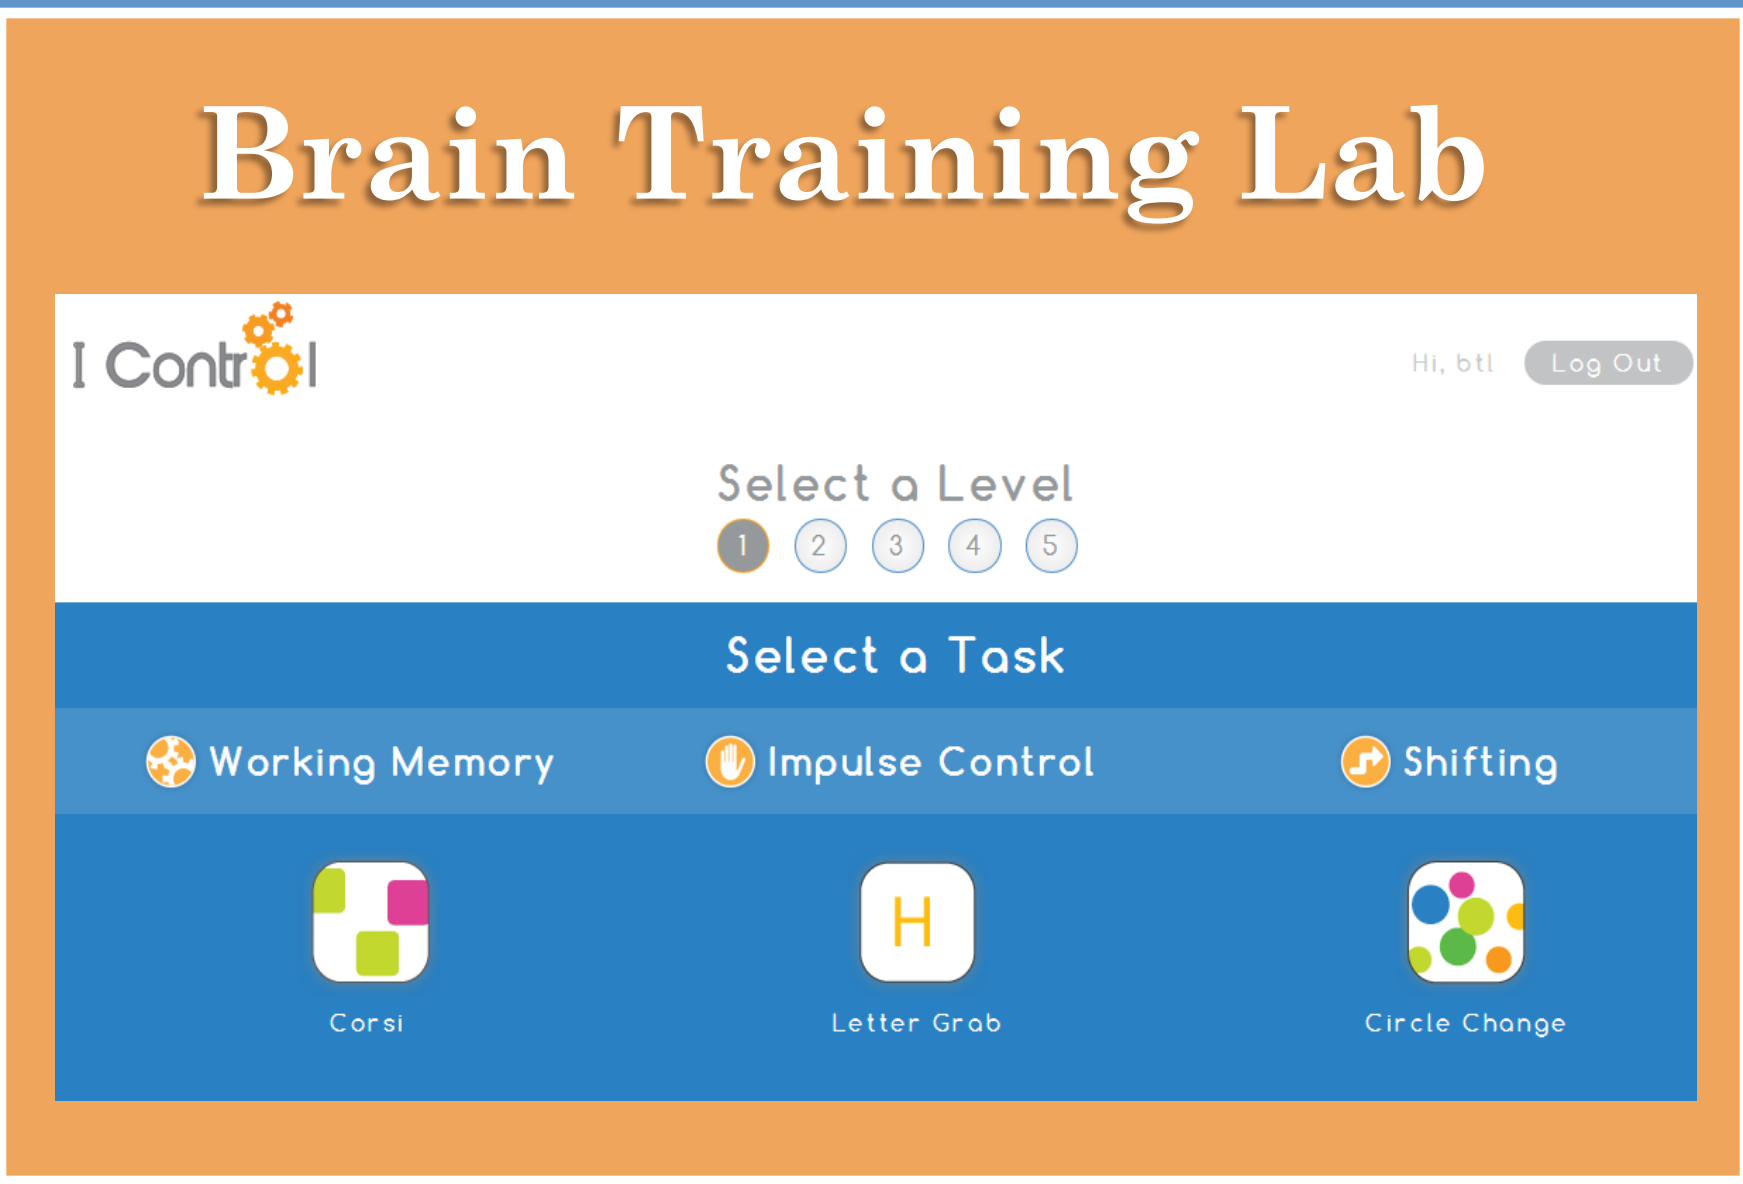 Brain Training Lab
I Control
Hi, btl Log Out
Select a Level
1 2 3 4 5
Select a Task
Working Memory Impulse Control Shifting
H
Corsi Letter Grab Circle Change